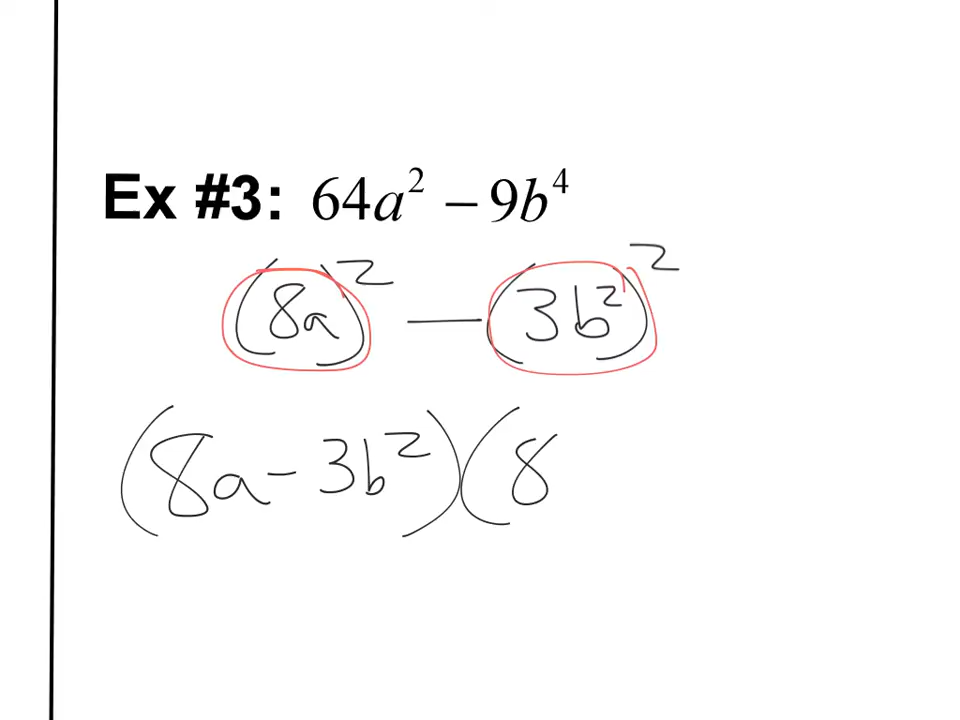 Ex #3: 64a² – 9b⁴
(8a)² — (3b²)²
(8a - 3b²)(8